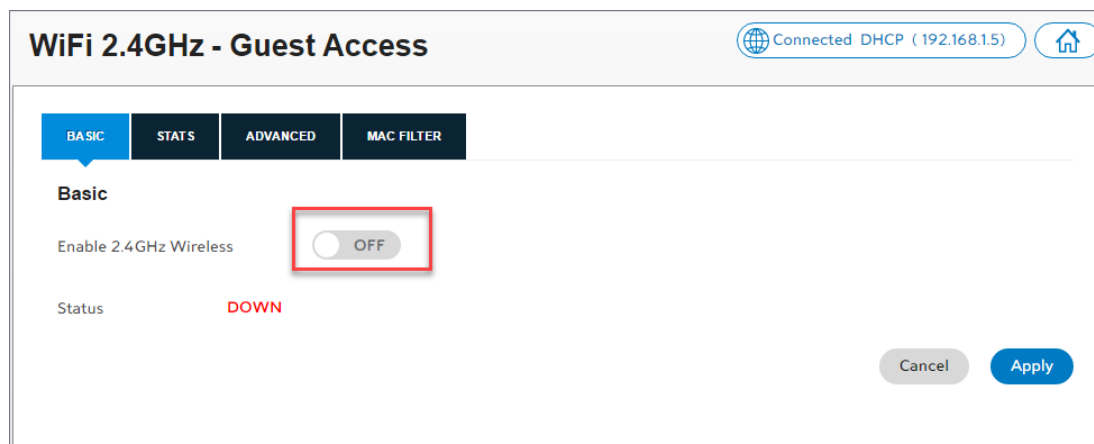 WiFi 2.4GHz - Guest Access
Connected DHCP ( 192.168.1.5)
BASIC
STATS
ADVANCED
MAC FILTER
Basic
Enable 2.4GHz Wireless
OFF
Status
DOWN
Cancel
Apply